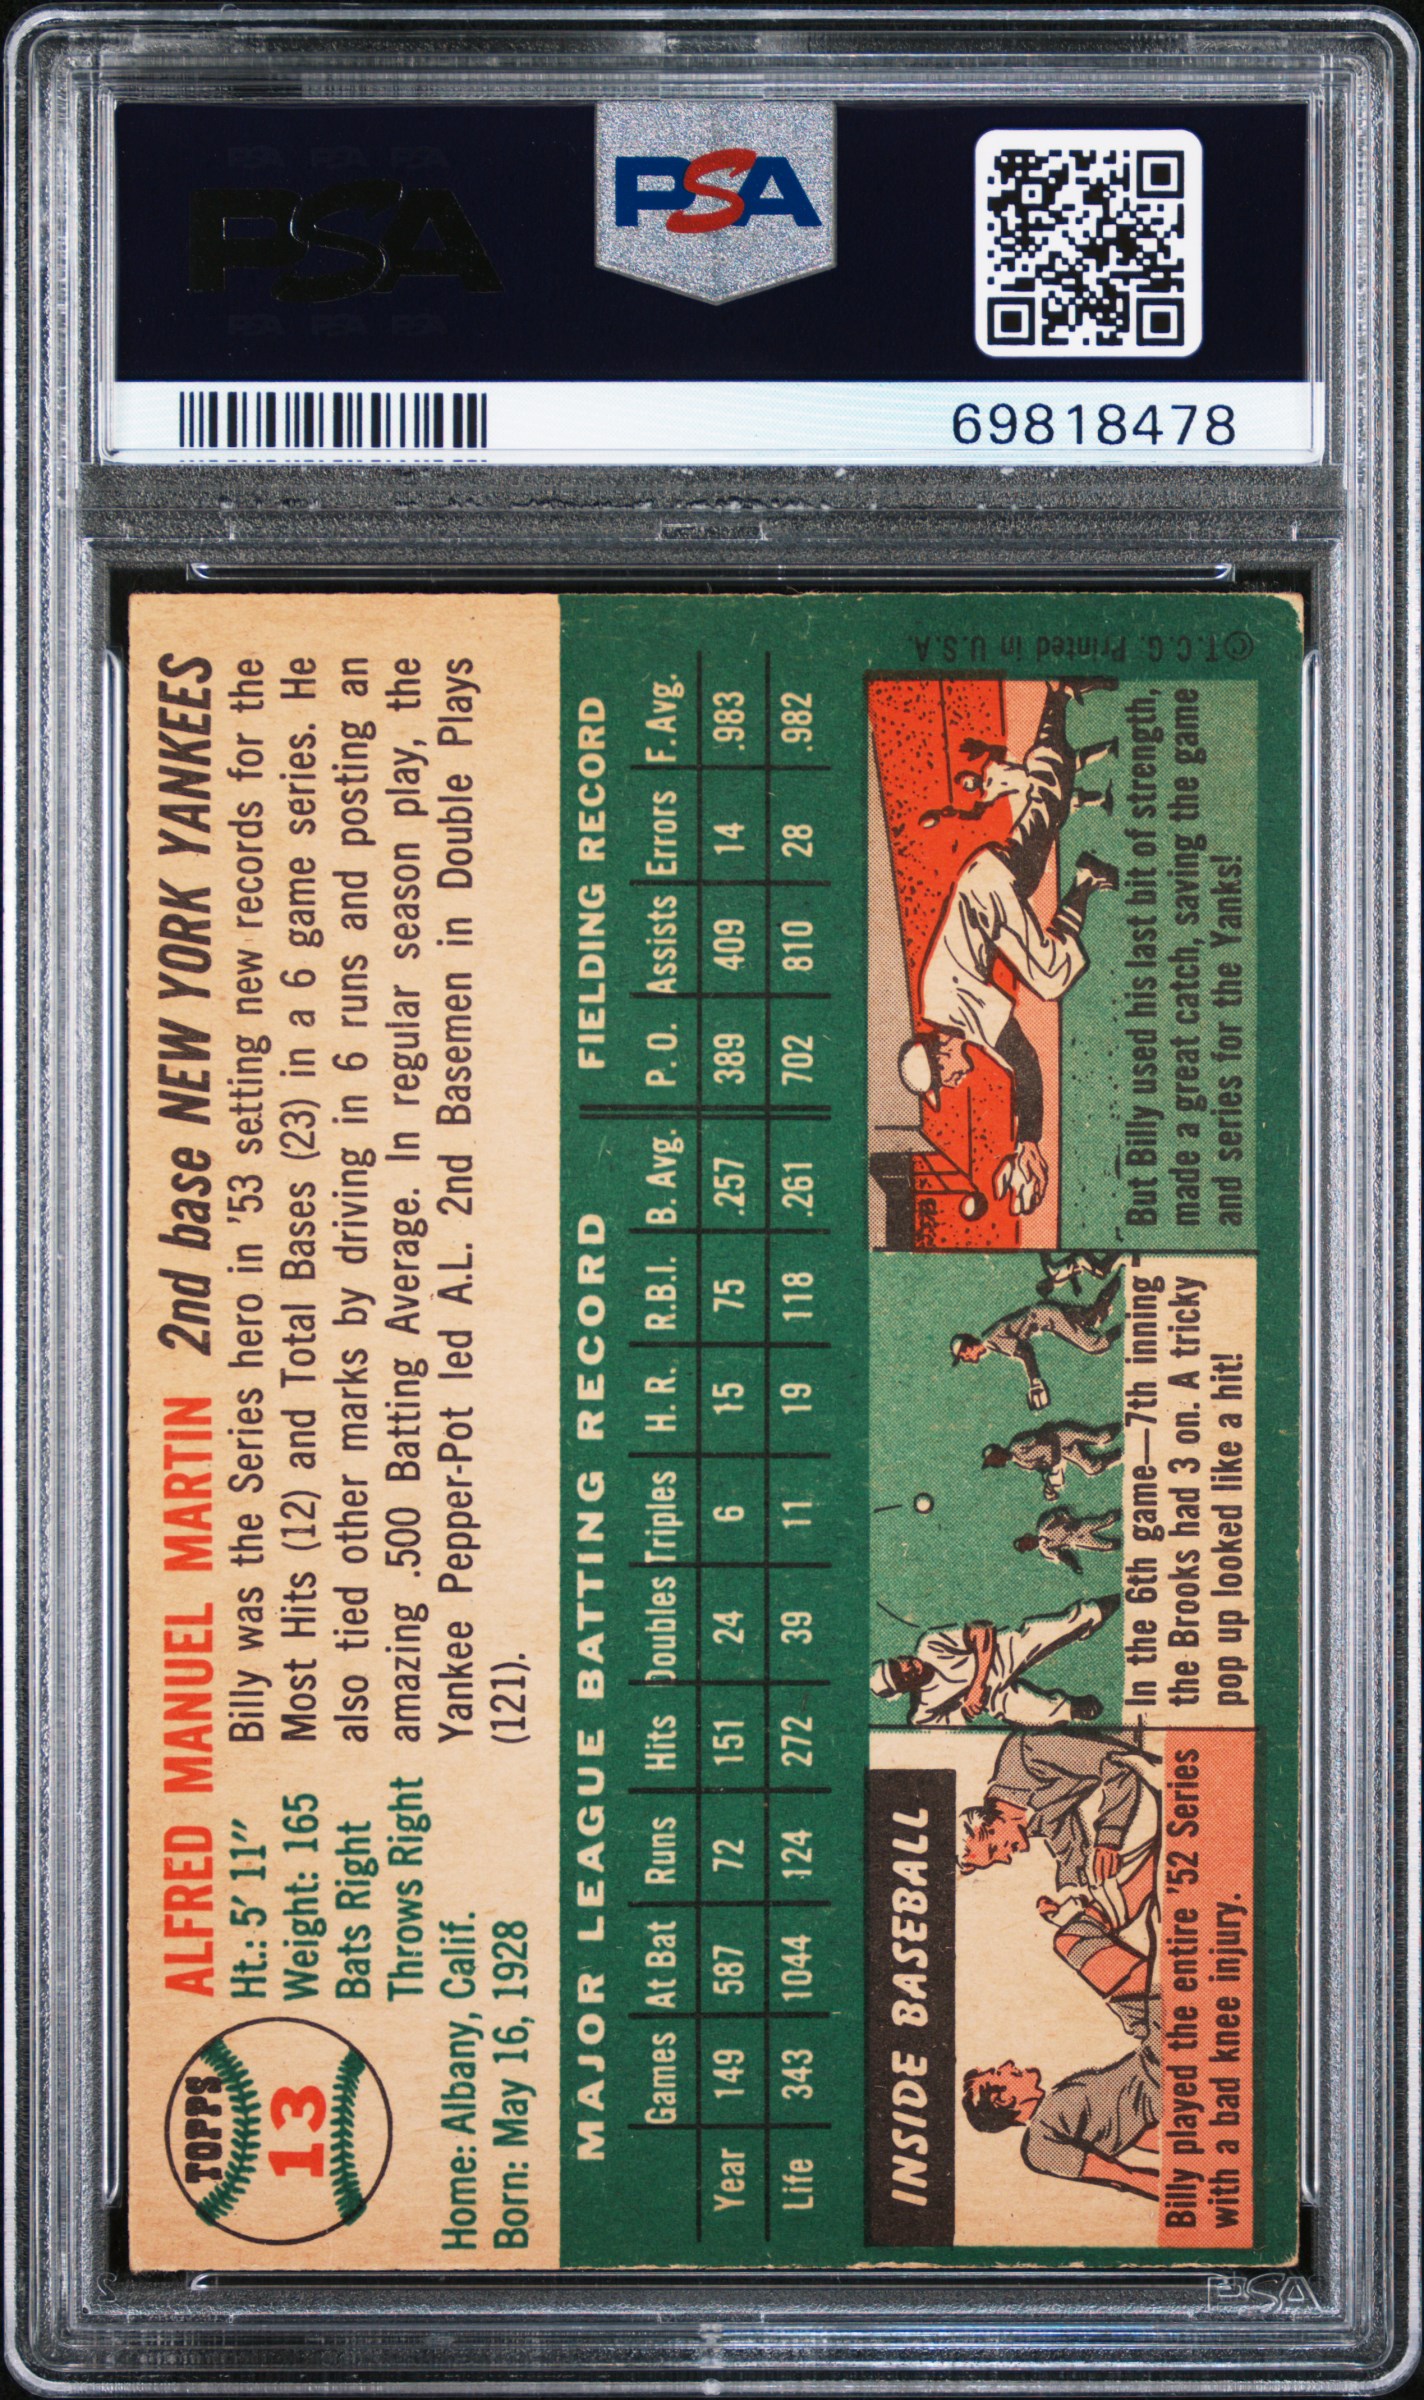 PSA
PSA
69818478
TOPPS
13
ALFRED MANUEL MARTIN 2nd base NEW YORK YANKEES
Ht.: 5' 11"
Weight: 165
Bats Right
Throws Right
Home: Albany, Calif.
Born: May 16, 1928
Billy was the Series hero in '53 setting new records for the
Most Hits (12) and Total Bases (23) in a 6 game series. He
also tied other marks by driving in 6 runs and posting an
amazing .500 Batting Average. In regular season play, the
Yankee Pepper-Pot led A.L. 2nd Basemen in Double Plays
(121).
MAJOR LEAGUE BATTING RECORD FIELDING RECORD
Games At Bat Runs Hits Doubles Triples H. R. R.B.I. B. Avg. P. O. Assists Errors F. Avg.
Year 149 587 72 151 24 6 15 75 .257 389 409 14 .983
Life 343 1044 124 272 39 11 19 118 .261 702 810 28 .982
INSIDE BASEBALL
Billy played the entire '52 Series
with a bad knee injury.
In the 6th game—7th inning
the Brooks had 3 on. A tricky
pop up looked like a hit!
But Billy used his last bit of strength,
made a great catch, saving the game
and series for the Yanks!
©T.C.G. Printed in U.S.A.
PSA